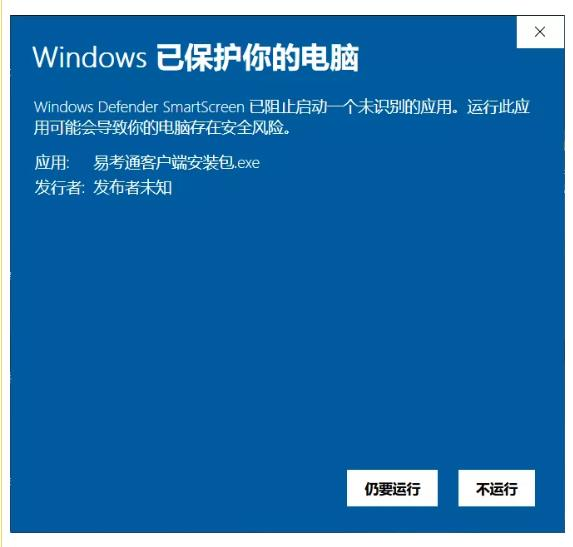 Windows 已保护你的电脑
Windows Defender SmartScreen 已阻止启动一个未识别的应用。运行此应
用可能会导致你的电脑存在安全风险。
应用: 易考通客户端安装包.exe
发行者: 发布者未知
仍要运行 不运行